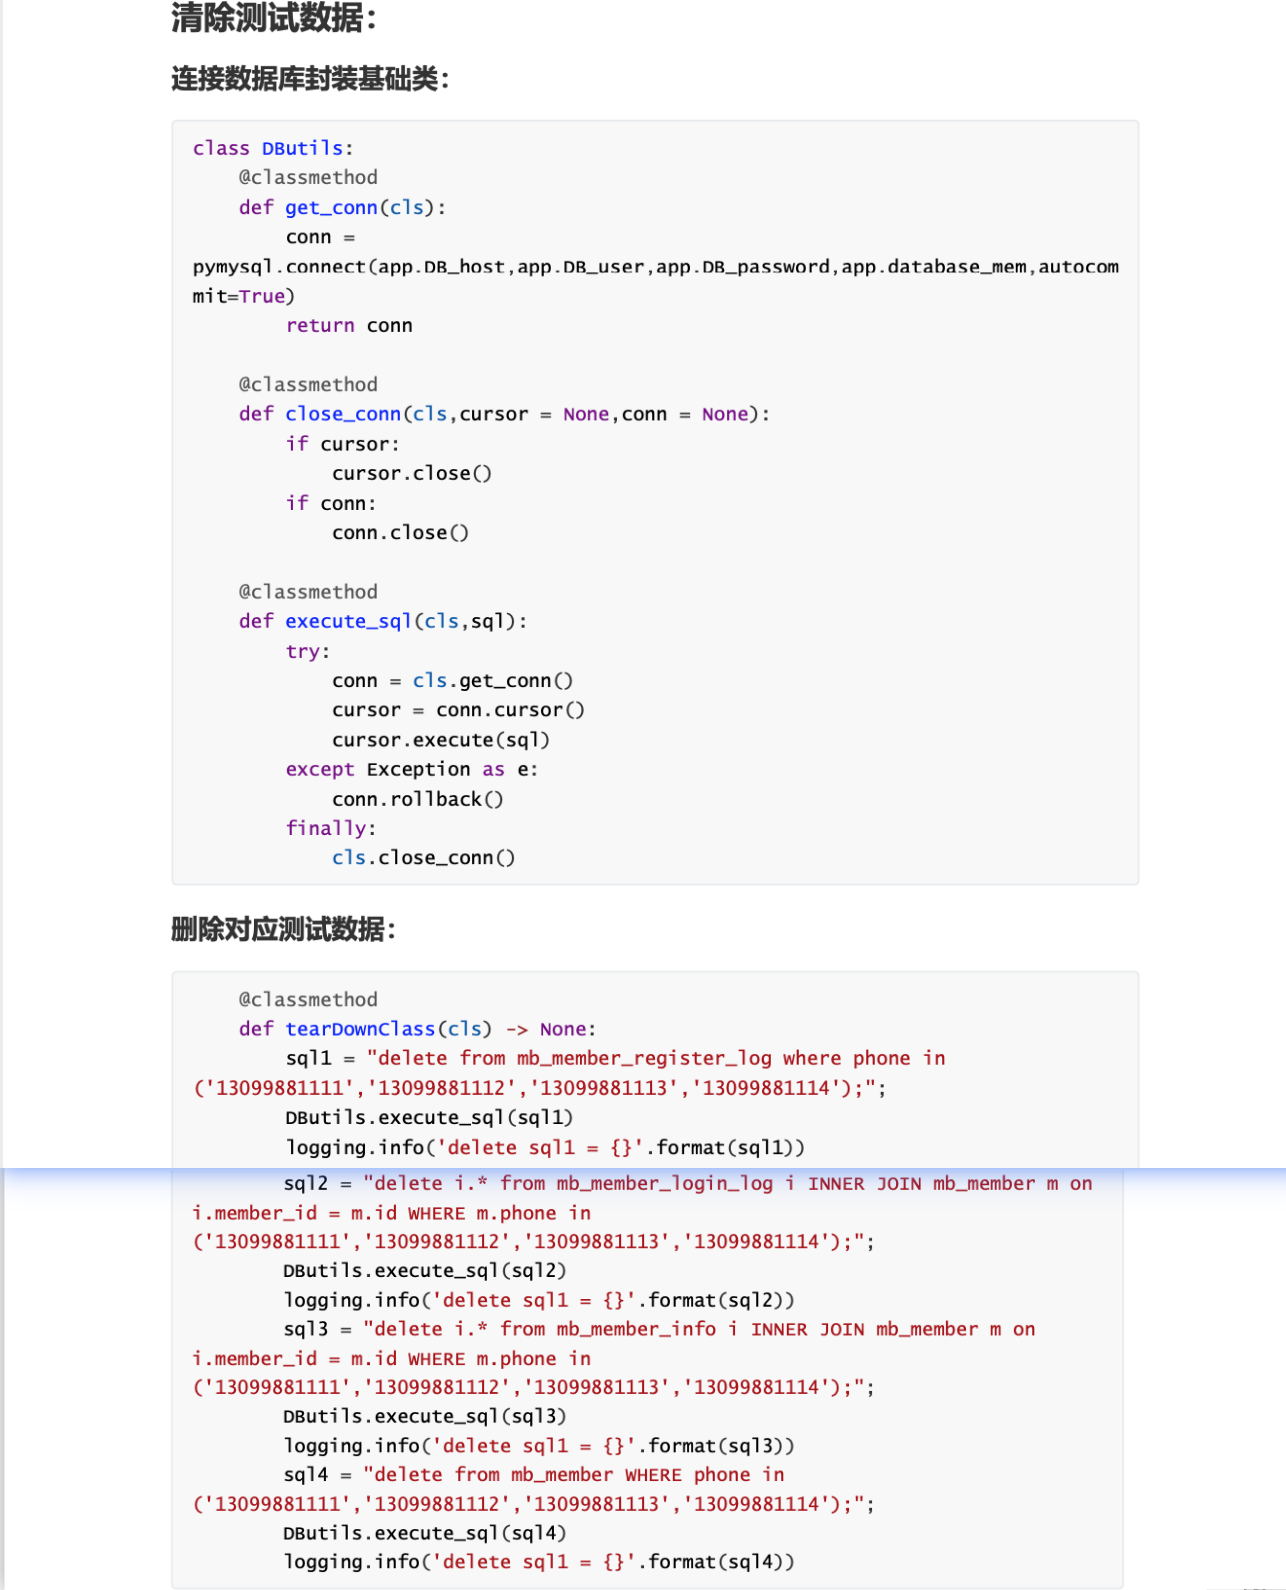 清除测试数据：
连接数据库封装基础类：
class DButils:
    @classmethod
    def get_conn(cls):
        conn =
pymysql.connect(app.DB_host,app.DB_user,app.DB_password,app.database_mem,autocom
mit=True)
        return conn

    @classmethod
    def close_conn(cls,cursor = None,conn = None):
        if cursor:
            cursor.close()
        if conn:
            conn.close()

    @classmethod
    def execute_sql(cls,sql):
        try:
            conn = cls.get_conn()
            cursor = conn.cursor()
            cursor.execute(sql)
        except Exception as e:
            conn.rollback()
        finally:
            cls.close_conn()
删除对应测试数据：
    @classmethod
    def tearDownClass(cls) -> None:
        sql1 = "delete from mb_member_register_log where phone in
('13099881111','13099881112','13099881113','13099881114');";
        DButils.execute_sql(sql1)
        logging.info('delete sql1 = {}'.format(sql1))
        sql2 = "delete i.* from mb_member_login_log i INNER JOIN mb_member m on
i.member_id = m.id WHERE m.phone in
('13099881111','13099881112','13099881113','13099881114');";
        DButils.execute_sql(sql2)
        logging.info('delete sql1 = {}'.format(sql2))
        sql3 = "delete i.* from mb_member_info i INNER JOIN mb_member m on
i.member_id = m.id WHERE m.phone in
('13099881111','13099881112','13099881113','13099881114');";
        DButils.execute_sql(sql3)
        logging.info('delete sql1 = {}'.format(sql3))
        sql4 = "delete from mb_member WHERE phone in
('13099881111','13099881112','13099881113','13099881114');";
        DButils.execute_sql(sql4)
        logging.info('delete sql1 = {}'.format(sql4))